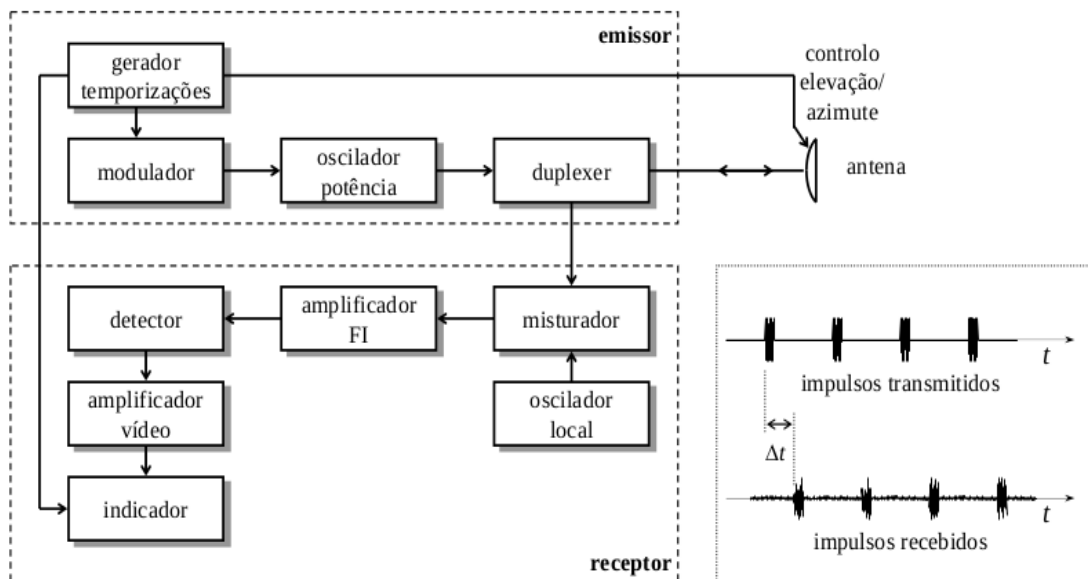 emissor
gerador
temporizações
controlo
elevação/
azimute
modulador
oscilador
potência
duplexer
antena
detector
amplificador
FI
misturador
t
impulsos transmitidos
amplificador
vídeo
oscilador
local
Δt
indicador
t
impulsos recebidos
receptor